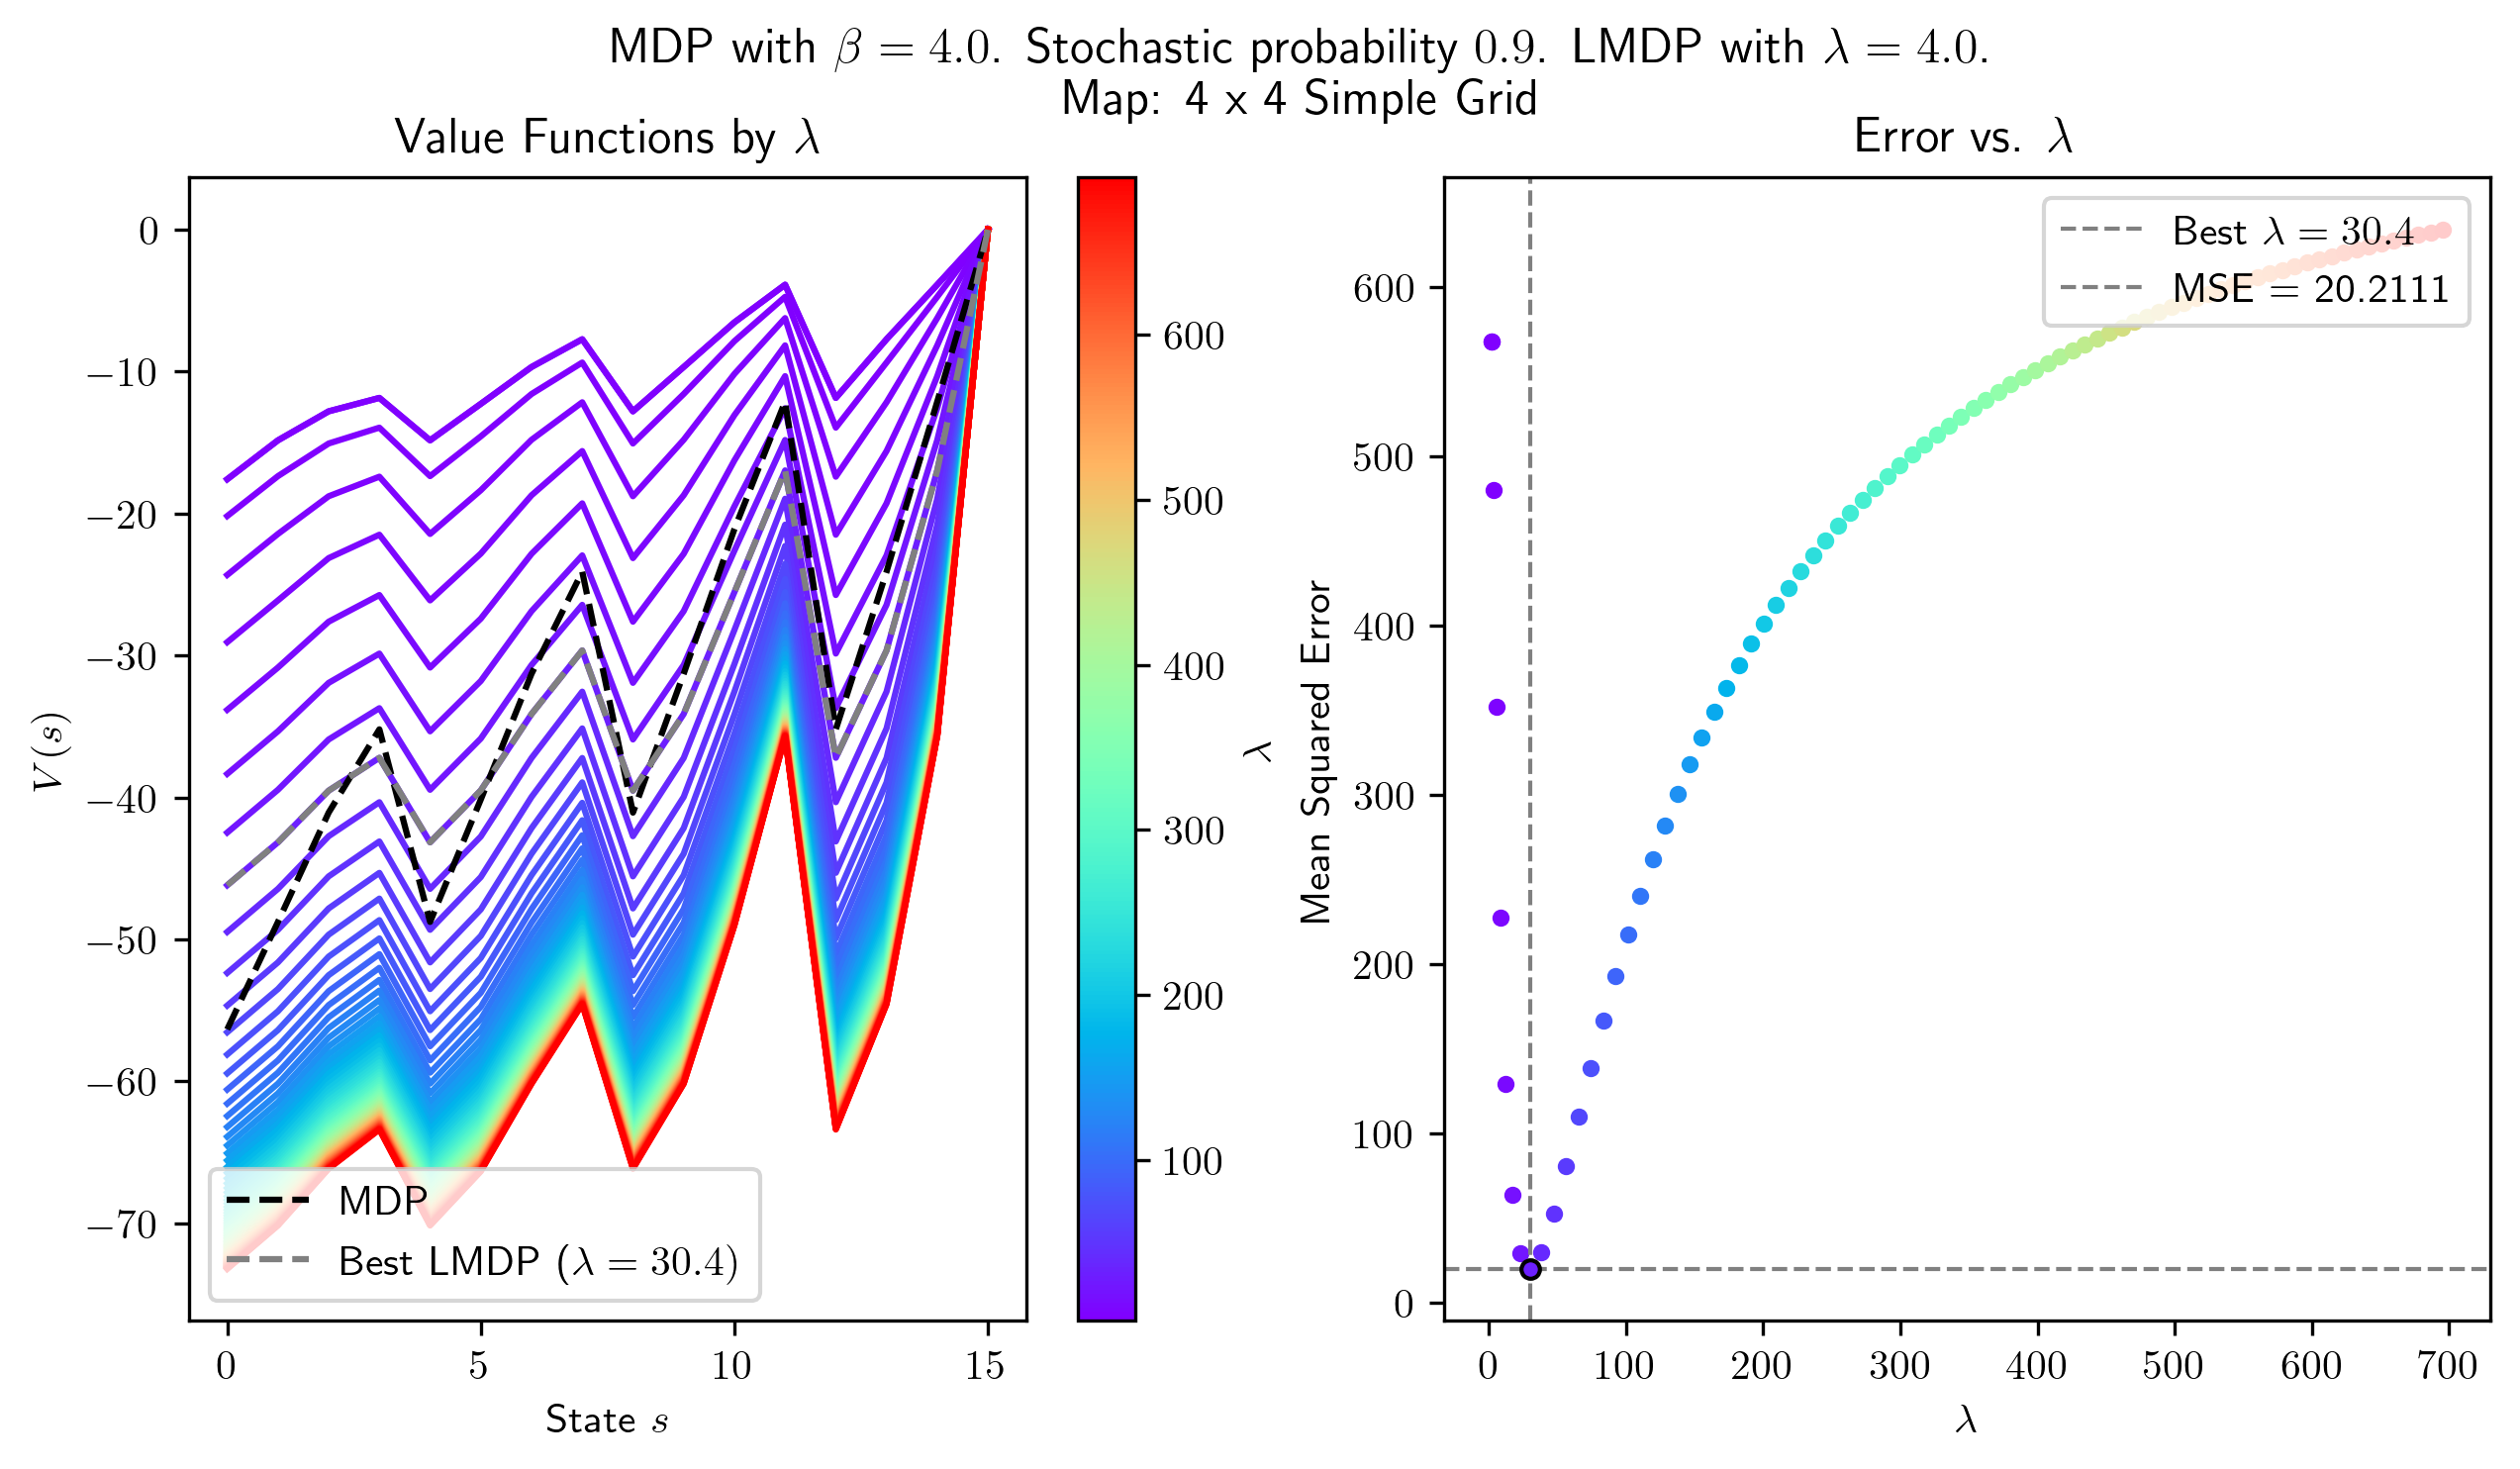 MDP with β = 4.0. Stochastic probability 0.9. LMDP with λ = 4.0.
Map: 4 x 4 Simple Grid
Value Functions by λ
0
−10
−20
−30
−40
−50
−60
−70
V(s)
0 5 10 15
State s
MDP
Best LMDP (λ = 30.4)
600
500
400
300
200
100
λ
Error vs. λ
600
500
400
300
200
100
0
Mean Squared Error
0 100 200 300 400 500 600 700
λ
Best λ = 30.4
MSE = 20.2111